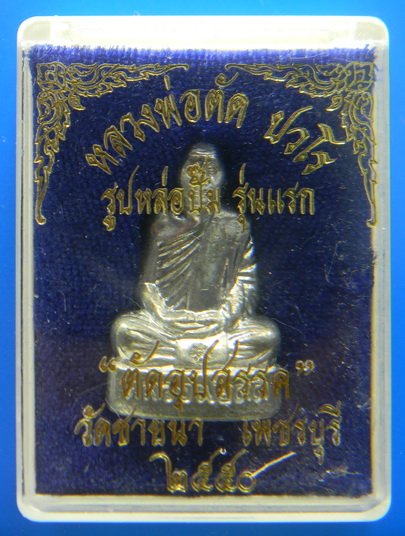 หลวงพ่อตัด ปวโร
รูปหล่อปั๊ม รุ่นแรก
"ตัดอุปสรรค"
วัดชายนา เพชรบุรี
๒๕๕๐